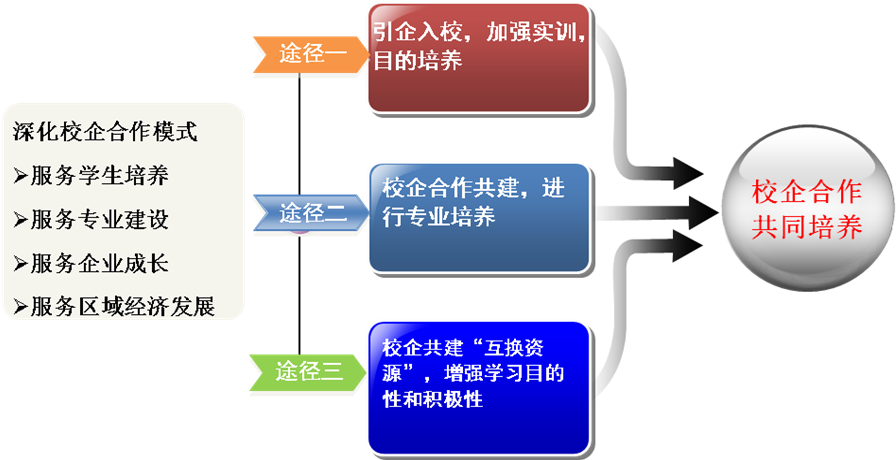 深化校企合作模式
➢服务学生培养
➢服务专业建设
➢服务企业成长
➢服务区域经济发展
途径一
引企入校，加强实训，
目的培养
途径二
校企合作共建，进
行专业培养
途径三
校企共建“互换资
源”，增强学习目的
性和积极性
校企合作
共同培养